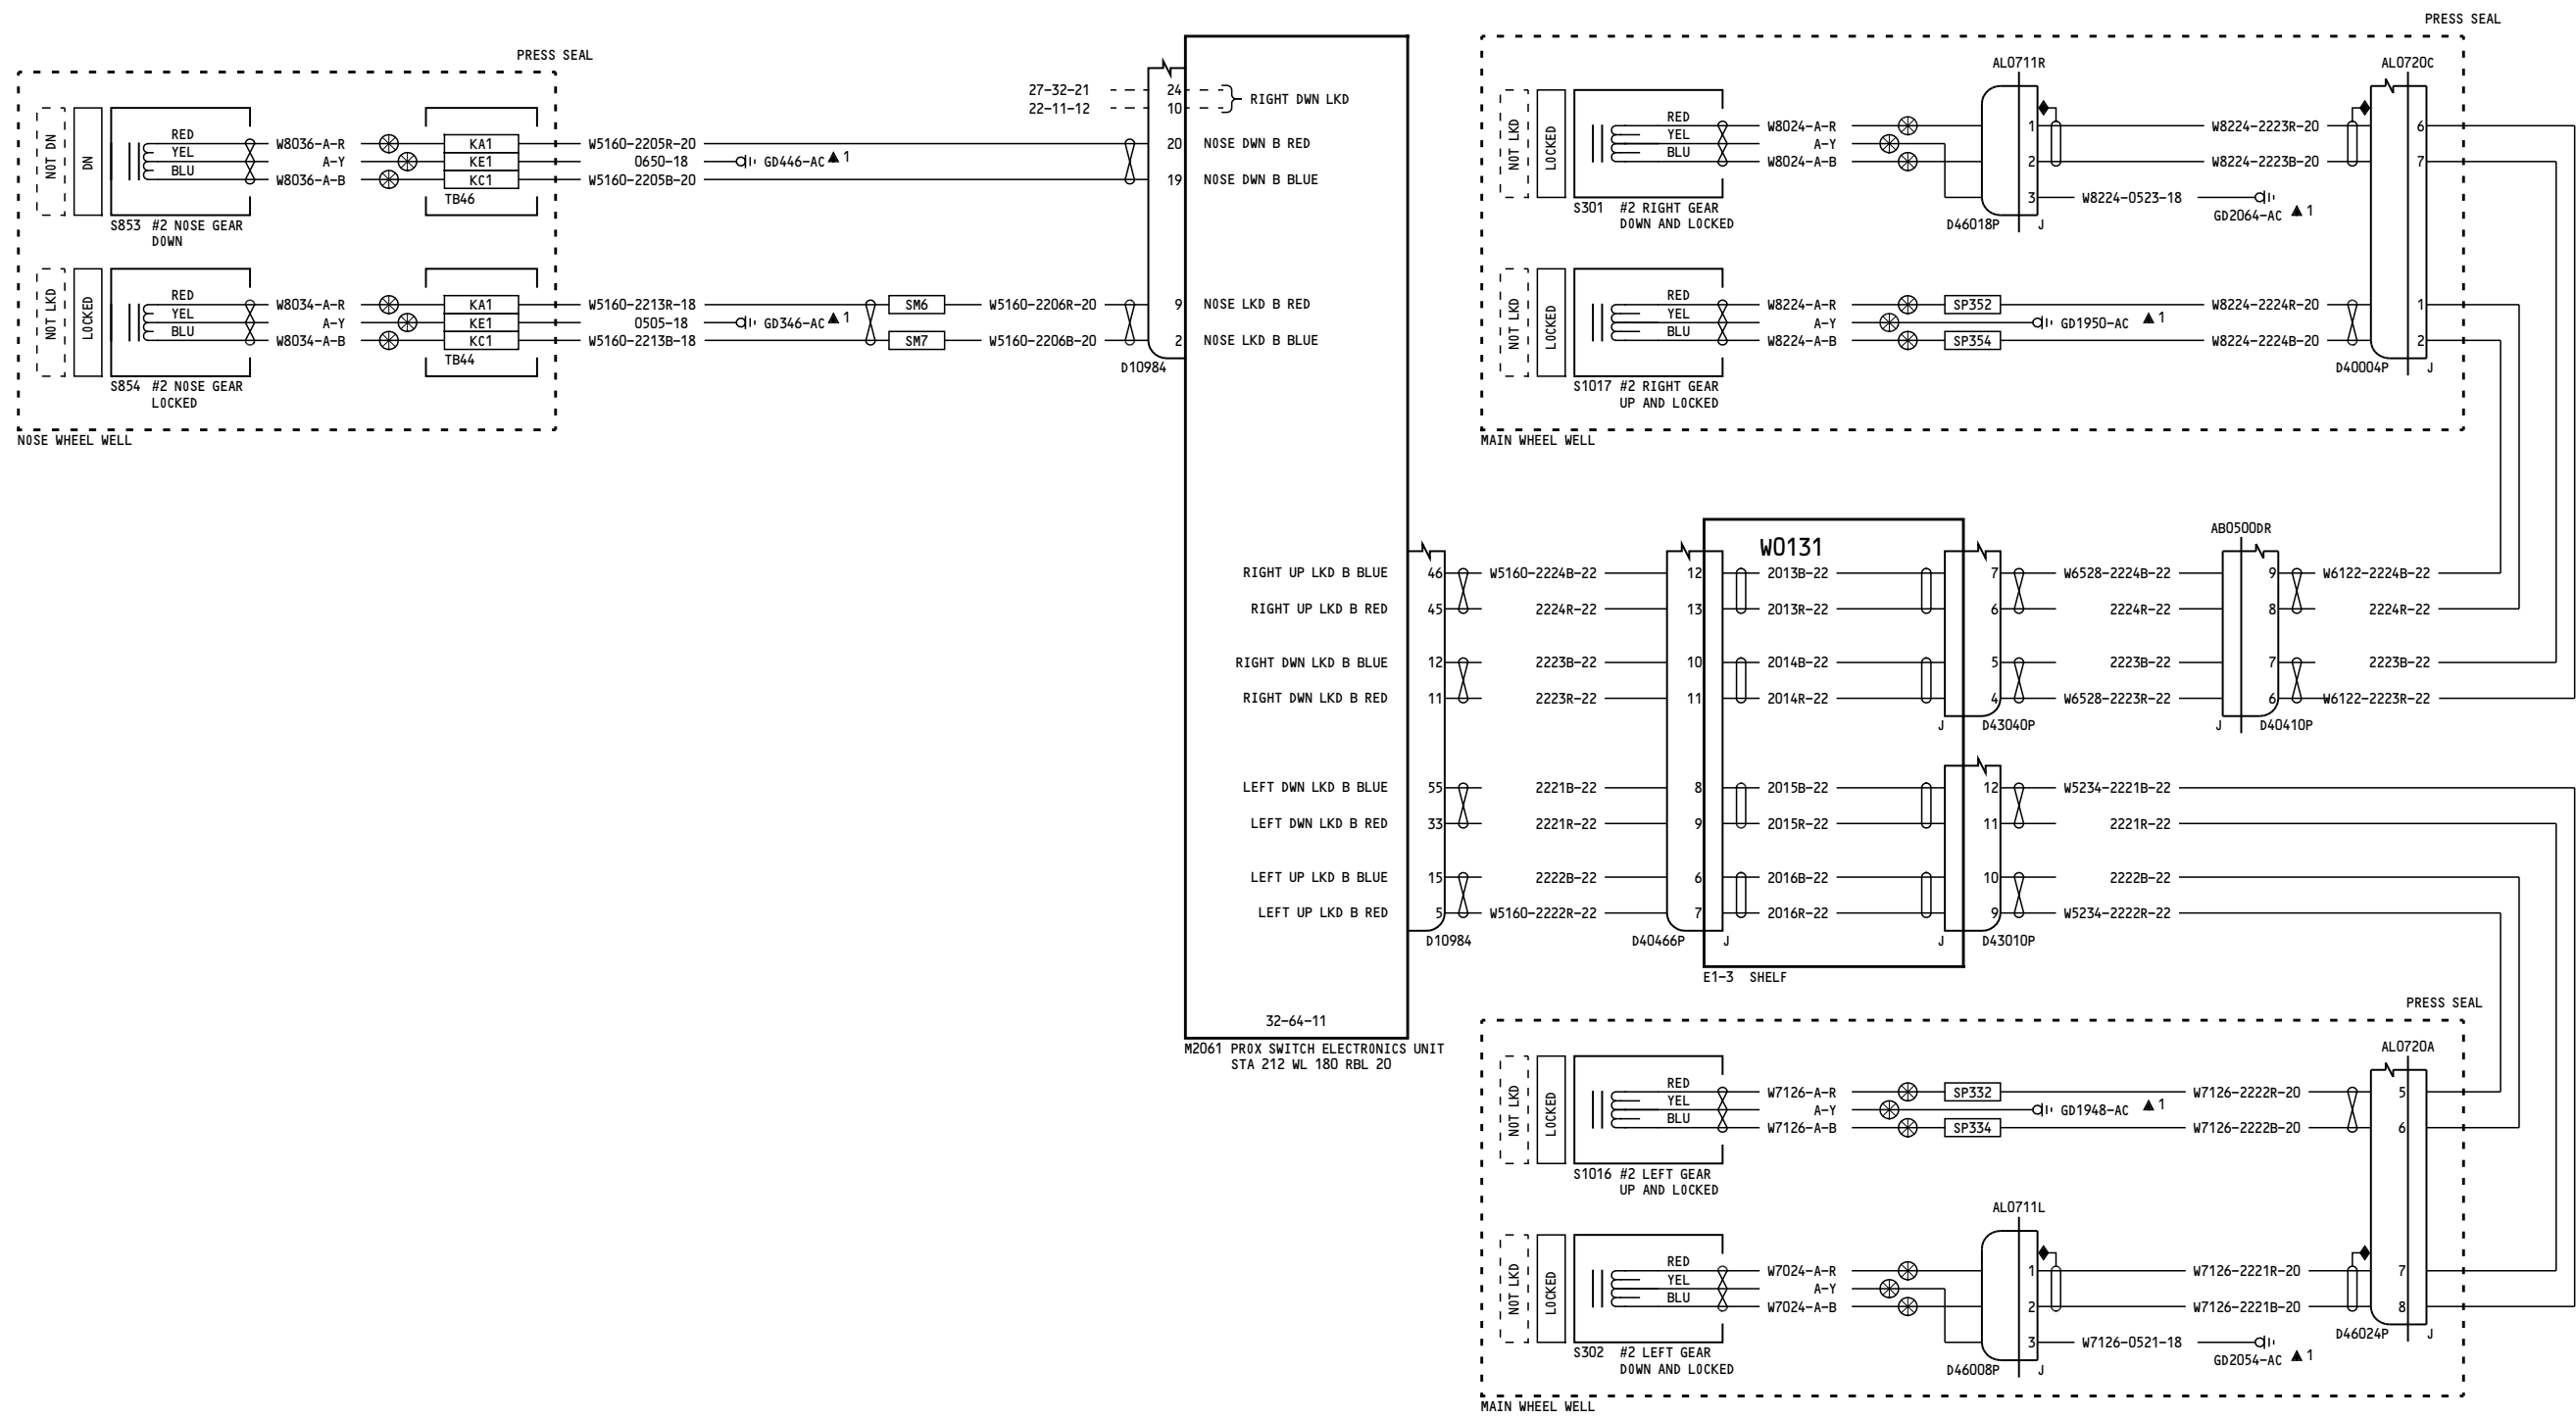 PRESS SEAL
NOT DN
DN
RED
YEL
BLU
W8036-A-R
A-Y
W8036-A-B
KA1
KE1
KC1
TB46
W5160-2205R-20
0650-18
GD446-AC 1
W5160-2205B-20
S853 #2 NOSE GEAR
DOWN
NOT LKD
LOCKED
RED
YEL
BLU
W8034-A-R
A-Y
W8034-A-B
KA1
KE1
KC1
TB44
W5160-2213R-18
0505-18
GD346-AC 1
W5160-2213B-18
SM6
SM7
W5160-2206R-20
W5160-2206B-20
S854 #2 NOSE GEAR
LOCKED
NOSE WHEEL WELL
27-32-21
22-11-12
24
10
RIGHT DWN LKD
20 NOSE DWN B RED
19 NOSE DWN B BLUE
9 NOSE LKD B RED
2 NOSE LKD B BLUE
D10984
RIGHT UP LKD B BLUE 46
RIGHT UP LKD B RED 45
RIGHT DWN LKD B BLUE 12
RIGHT DWN LKD B RED 11
LEFT DWN LKD B BLUE 55
LEFT DWN LKD B RED 33
LEFT UP LKD B BLUE 15
LEFT UP LKD B RED 5
D10984
32-64-11
M2061 PROX SWITCH ELECTRONICS UNIT
STA 212 WL 180 RBL 20
PRESS SEAL
NOT LKD
LOCKED
RED
YEL
BLU
W8024-A-R
A-Y
W8024-A-B
AL0711R
1
2
3
D46018P J
W8224-2223R-20
W8224-2223B-20
W8224-0523-18
GD2064-AC 1
AL0720C
6
7
1
2
D40004P J
S301 #2 RIGHT GEAR
DOWN AND LOCKED
NOT LKD
LOCKED
RED
YEL
BLU
W8224-A-R
A-Y
W8224-A-B
SP352
GD1950-AC 1
SP354
W8224-2224R-20
W8224-2224B-20
S1017 #2 RIGHT GEAR
UP AND LOCKED
MAIN WHEEL WELL
W0131
W5160-2224B-22 12 2013B-22 7 W6528-2224B-22 9 W6122-2224B-22
2224R-22 13 2013R-22 6 2224R-22 8 2224R-22
2223B-22 10 2014B-22 5 2223B-22 7 2223B-22
2223R-22 11 2014R-22 4 W6528-2223R-22 6 W6122-2223R-22
AB0500DR
J D43040P
J D40410P
2221B-22 8 2015B-22 12 W5234-2221B-22
2221R-22 9 2015R-22 11 2221R-22
2222B-22 6 2016B-22 10 2222B-22
W5160-2222R-22 7 2016R-22 9 W5234-2222R-22
D40466P J
J D43010P
E1-3 SHELF
PRESS SEAL
NOT LKD
LOCKED
RED
YEL
BLU
W7126-A-R
A-Y
W7126-A-B
SP332
GD1948-AC 1
SP334
W7126-2222R-20
W7126-2222B-20
AL0720A
5
6
7
8
D46024P J
S1016 #2 LEFT GEAR
UP AND LOCKED
NOT LKD
LOCKED
RED
YEL
BLU
W7024-A-R
A-Y
W7024-A-B
AL0711L
1
2
3
D46008P J
W7126-2221R-20
W7126-2221B-20
W7126-0521-18
GD2054-AC 1
S302 #2 LEFT GEAR
DOWN AND LOCKED
MAIN WHEEL WELL